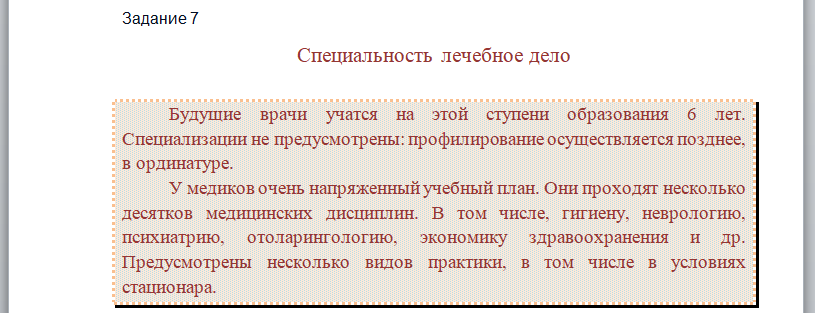 Задание 7
Специальность лечебное дело
Будущие врачи учатся на этой ступени образования 6 лет.
Специализации не предусмотрены: профилирование осуществляется позднее,
в ординатуре.
У медиков очень напряженный учебный план. Они проходят несколько
десятков медицинских дисциплин. В том числе, гигиену, неврологию,
психиатрию, отоларингологию, экономику здравоохранения и др.
Предусмотрены несколько видов практики, в том числе в условиях
стационара.